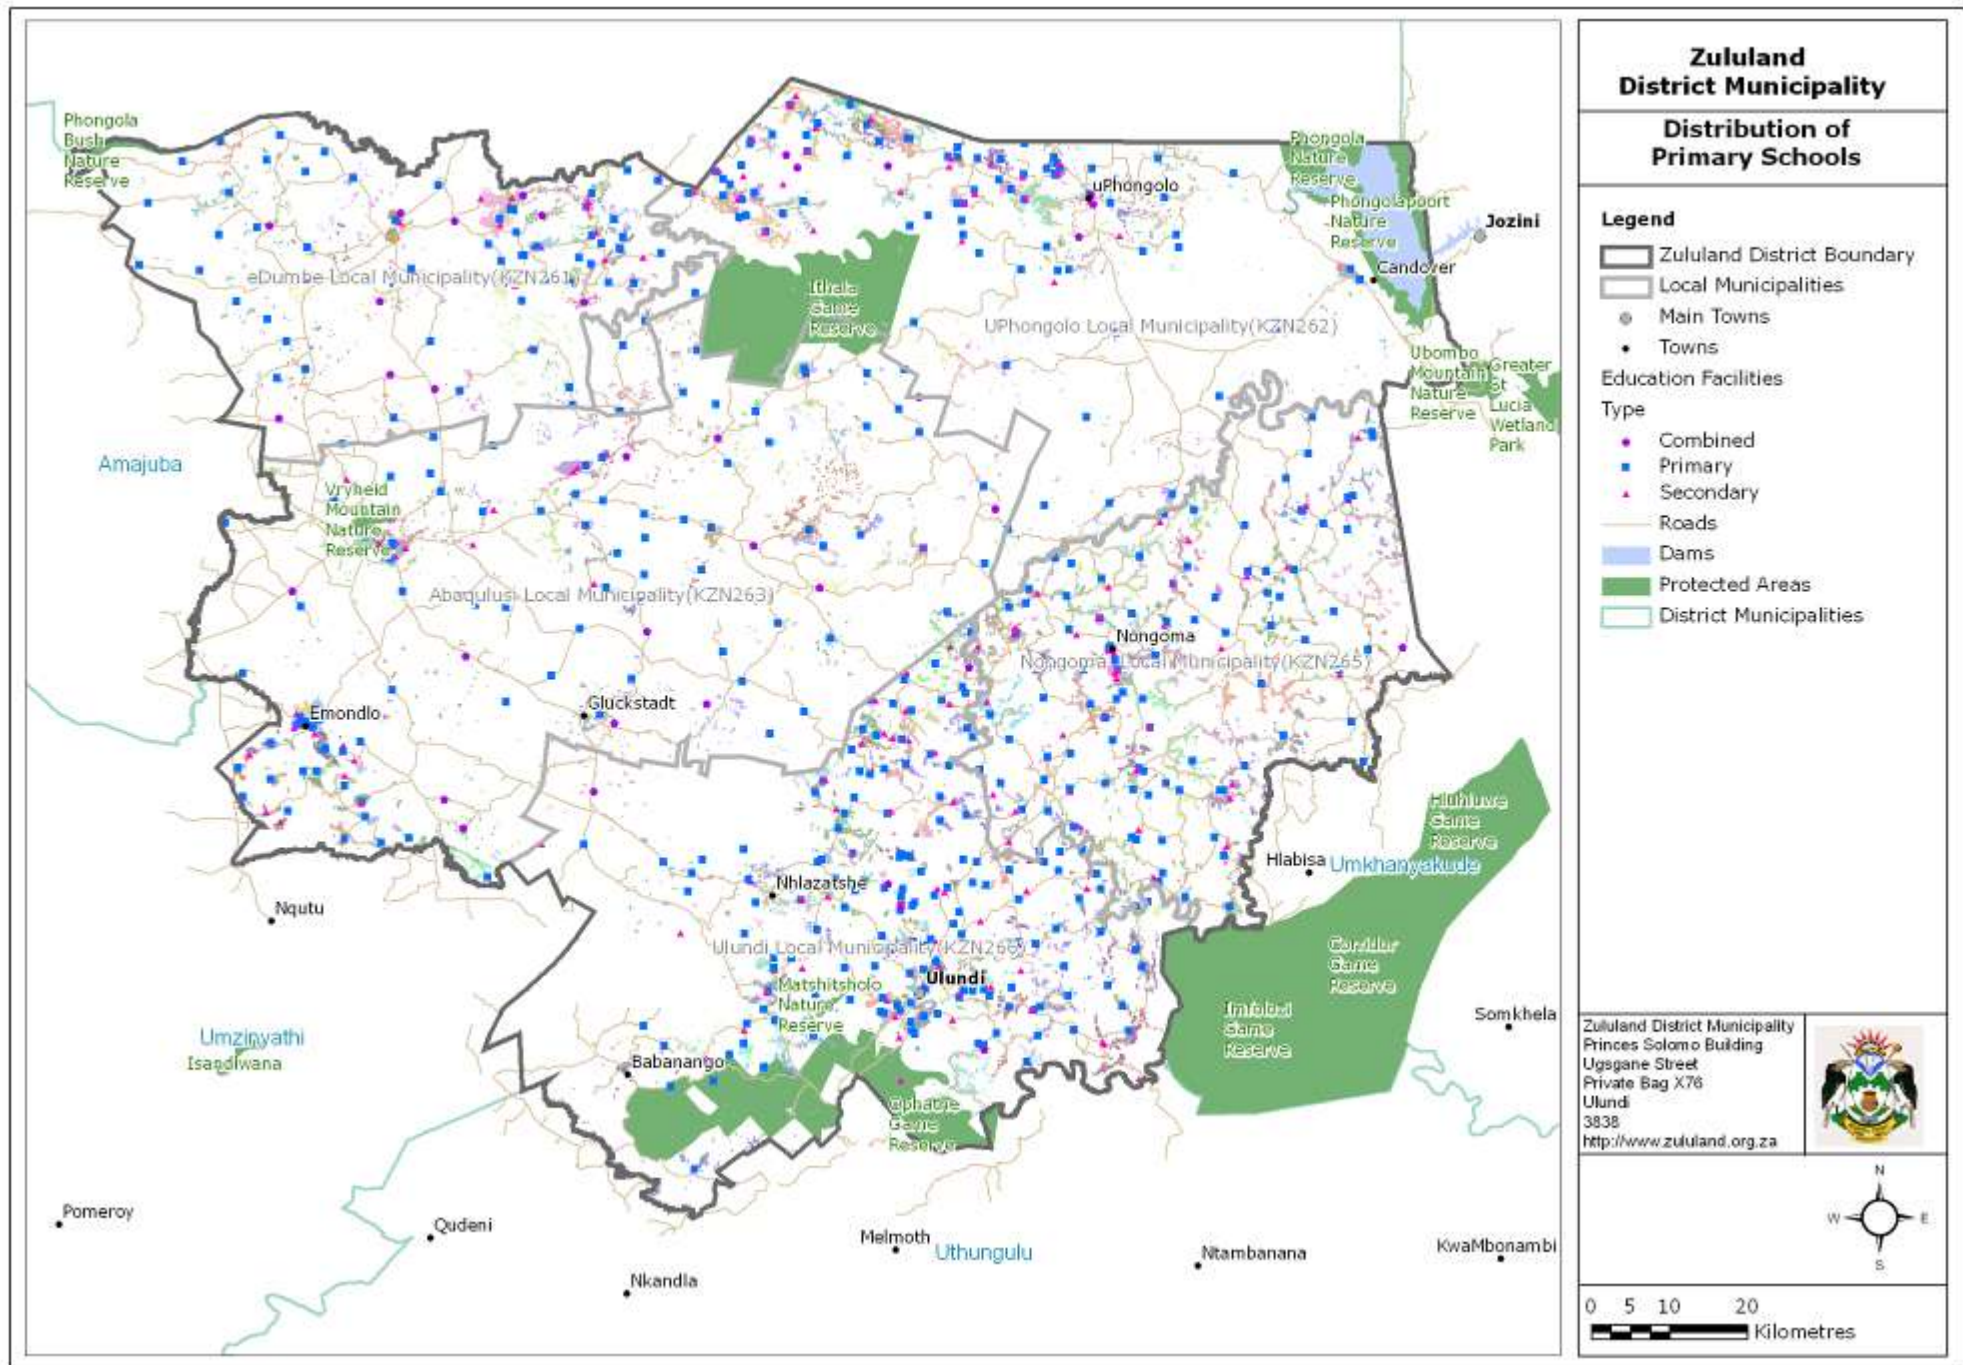 Zululand
District Municipality
Distribution of
Primary Schools
Legend
Zululand District Boundary
Local Municipalities
Main Towns
Towns
Education Facilities
Type
Combined
Primary
Secondary
Roads
Dams
Protected Areas
District Municipalities
Zululand District Municipality
Princes Solomo Building
Ugsgane Street
Private Bag X76
Ulundi
3838
http://www.zululand.org.za
N
W
E
S
0 5 10 20
Kilometres
Phongola
Bush
Nature
Reserve
Phongola
Nature
Reserve
uPhongolo
Phongolapoort
Nature
Reserve
Jozini
Candover
eDumbe Local Municipality(KZN261)
Ithala
Game
Reserve
UPhongolo Local Municipality(KZN262)
Ubombo
Mountain
Nature
Reserve
Greater
St
Lucia
Wetland
Park
Amajuba
Vryheid
Mountain
Nature
Reserve
Abaqulusi Local Municipality(KZN263)
Nongoma
Nongoma Local Municipality(KZN265)
Emondlo
Gluckstadt
Hluhluwe
Game
Reserve
Hlabisa
Umkhanyakude
Nhlazatshe
Nqutu
Ulundi Local Municipality(KZN266)
Corridor
Game
Reserve
Ulundi
Matshitsholo
Nature
Reserve
Imfolozi
Game
Reserve
Somkhela
Umzinyathi
Isandlwana
Babanango
Ophathe
Game
Reserve
Pomeroy
Qudeni
Melmoth
Uthungulu
Ntambanana
KwaMbonambi
Nkandla